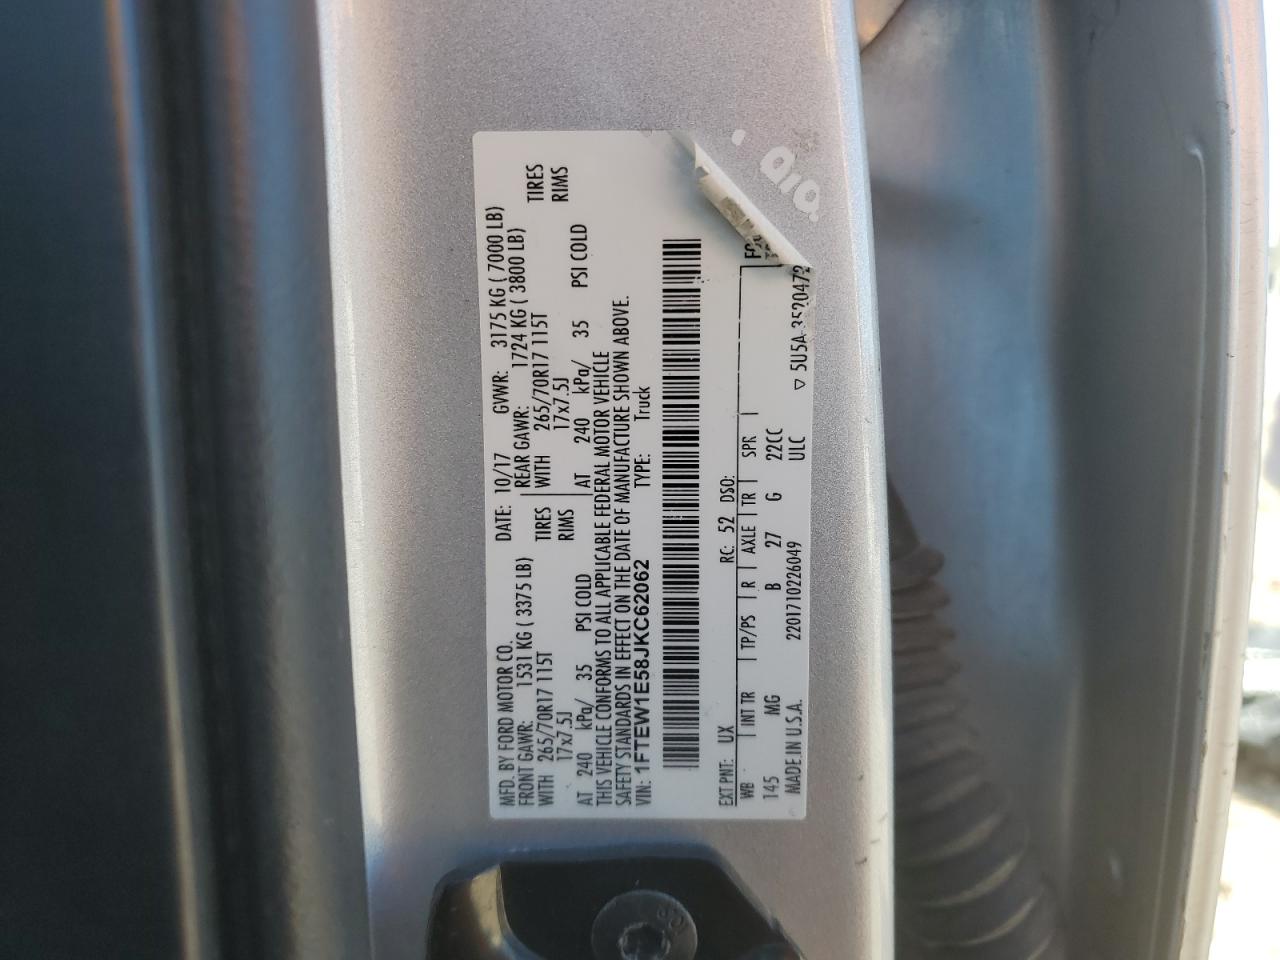 MFD. BY FORD MOTOR CO.
DATE: 10/17 GVWR: 3175 KG ( 7000 LB)
FRONT GAWR: 1531 KG ( 3375 LB) REAR GAWR: 1724 KG ( 3800 LB)
WITH 265/70R17 115T TIRES WITH 265/70R17 115T TIRES
17x7.5J RIMS 17x7.5J RIMS
AT 240 kPa/ 35 PSI COLD AT 240 kPa/ 35 PSI COLD
THIS VEHICLE CONFORMS TO ALL APPLICABLE FEDERAL MOTOR VEHICLE
SAFETY STANDARDS IN EFFECT ON THE DATE OF MANUFACTURE SHOWN ABOVE.
VIN: 1FTEW1E58JKC62062 TYPE: Truck
EXT PNT: UX RC: 52 DSO:
WB INT TR TP/PS R AXLE TR SPR
145 MG B 27 G 22CC
MADE IN U.S.A. 2201710226049 ULC ▽ 5U5A-3520472